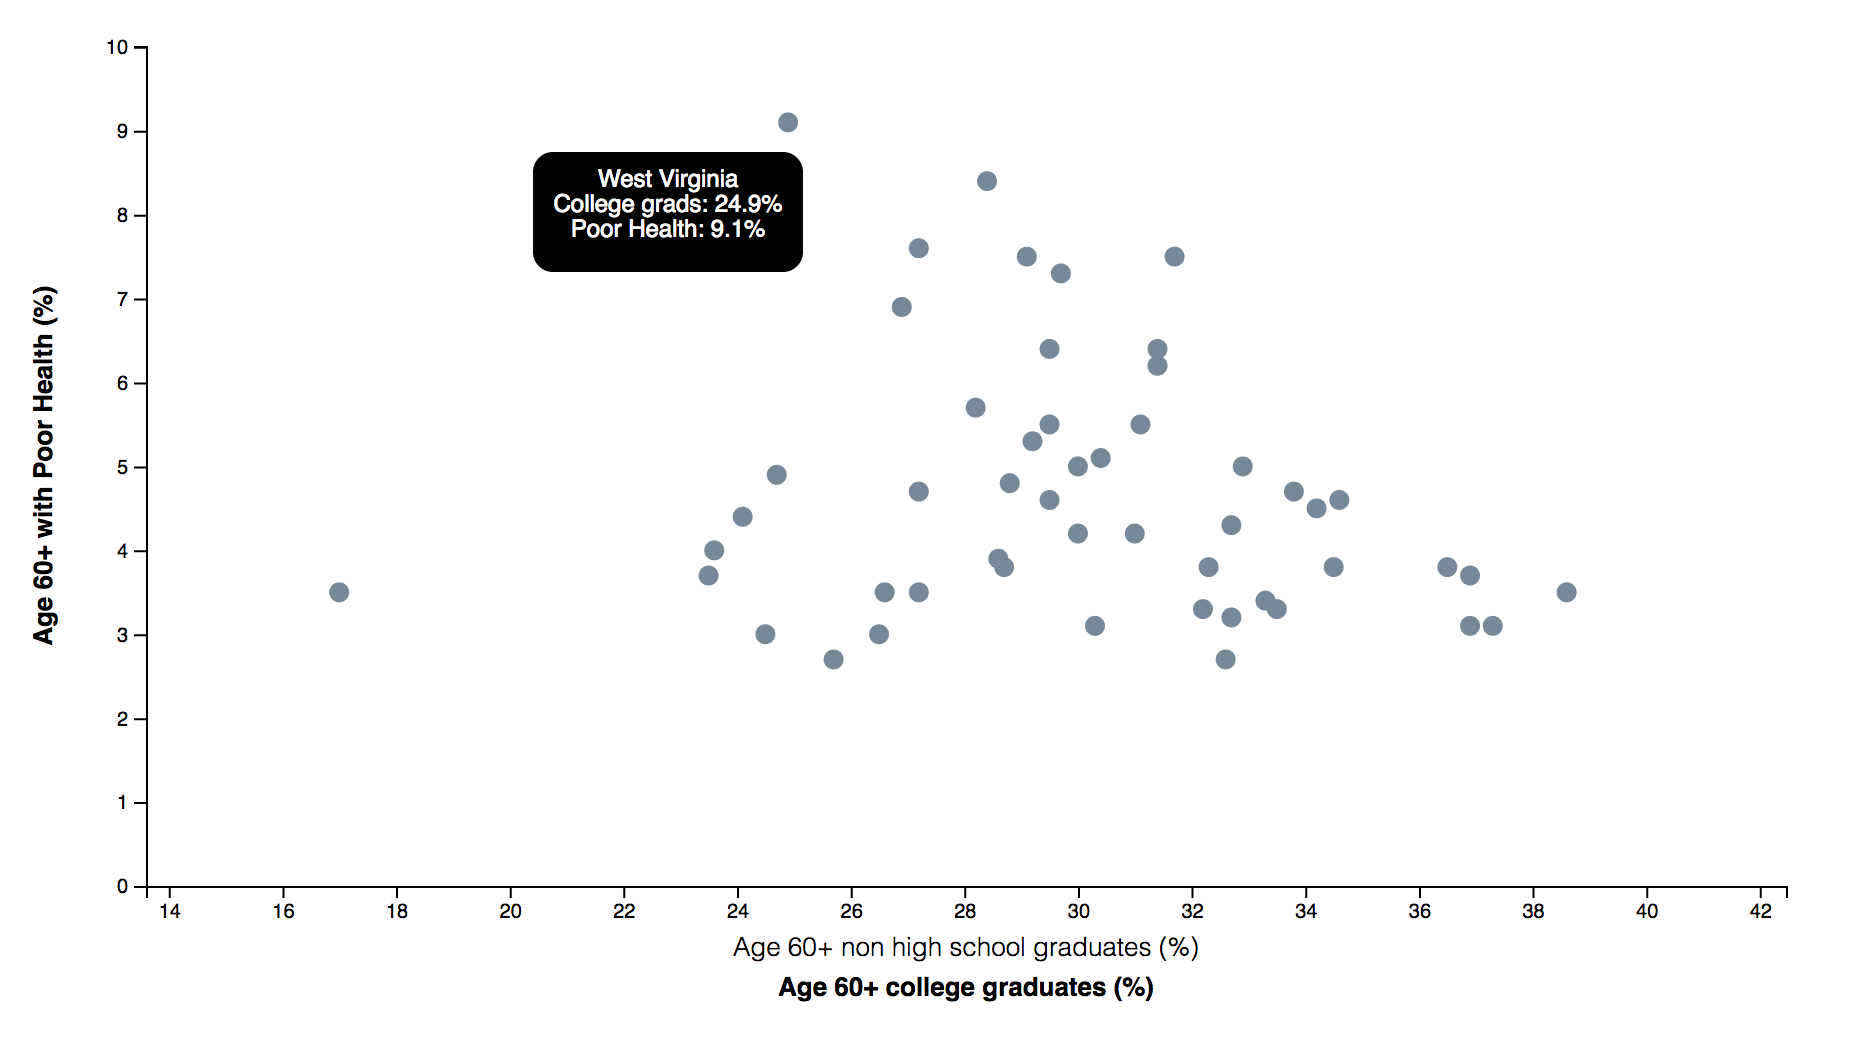 10
9
8
7
6
5
4
3
2
1
0
Age 60+ with Poor Health (%)
West Virginia
College grads: 24.9%
Poor Health: 9.1%
14 16 18 20 22 24 26 28 30 32 34 36 38 40 42
Age 60+ non high school graduates (%)
Age 60+ college graduates (%)